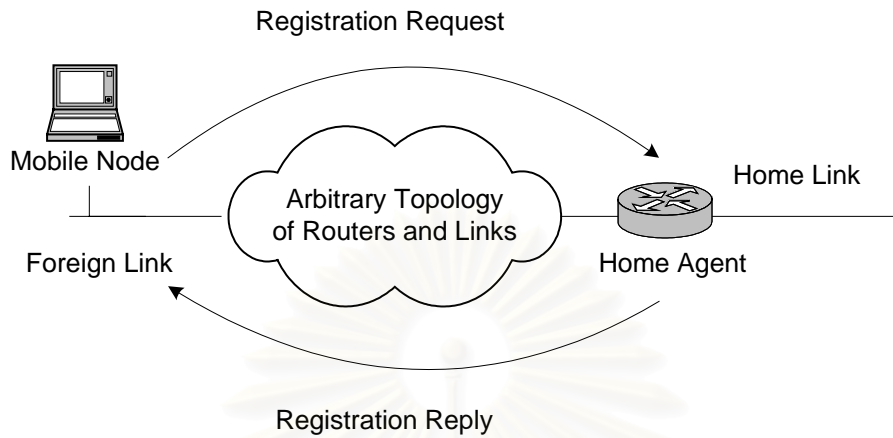 Registration Request
Mobile Node
Arbitrary Topology
of Routers and Links
Home Link
Foreign Link
Home Agent
Registration Reply